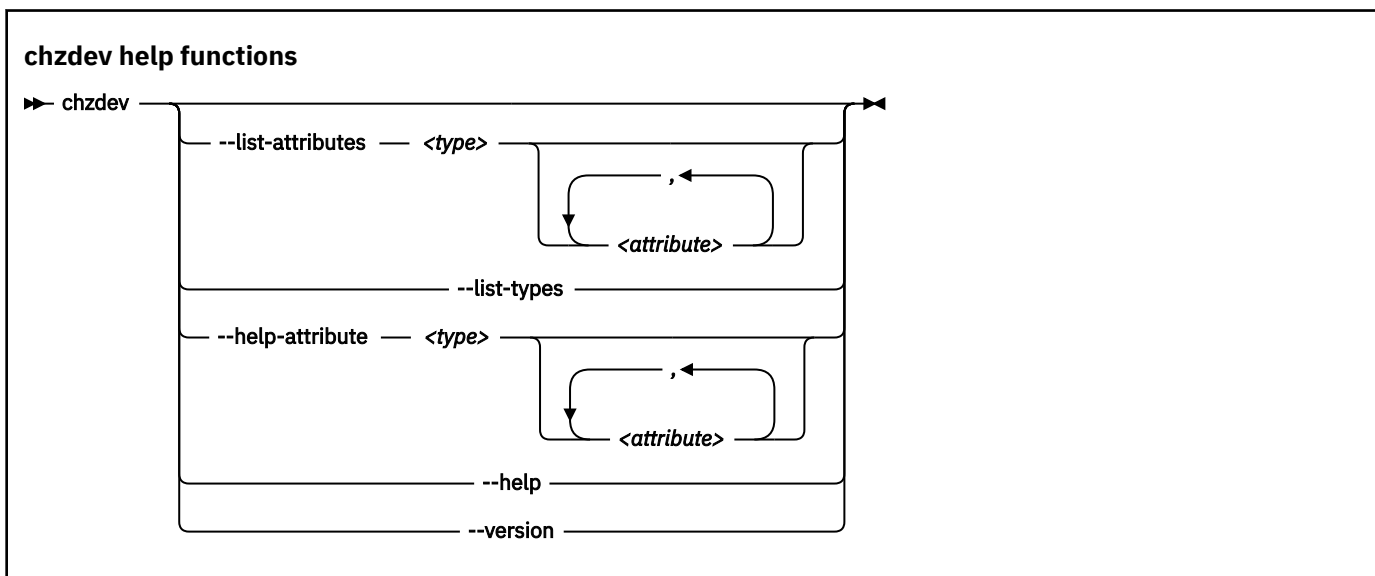 chzdev help functions
chzdev
--list-attributes <type>
,
<attribute>
--list-types
--help-attribute <type>
,
<attribute>
--help
--version